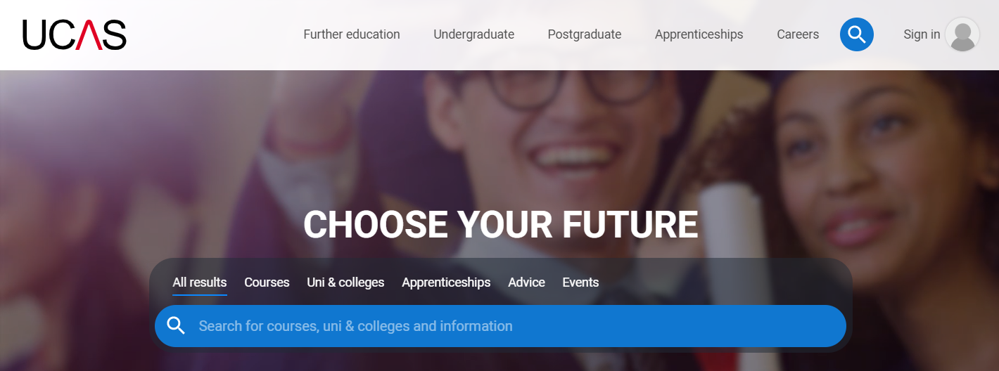 UCAS Further education Undergraduate Postgraduate Apprenticeships Careers Sign in
CHOOSE YOUR FUTURE
All results Courses Uni & colleges Apprenticeships Advice Events
Search for courses, uni & colleges and information